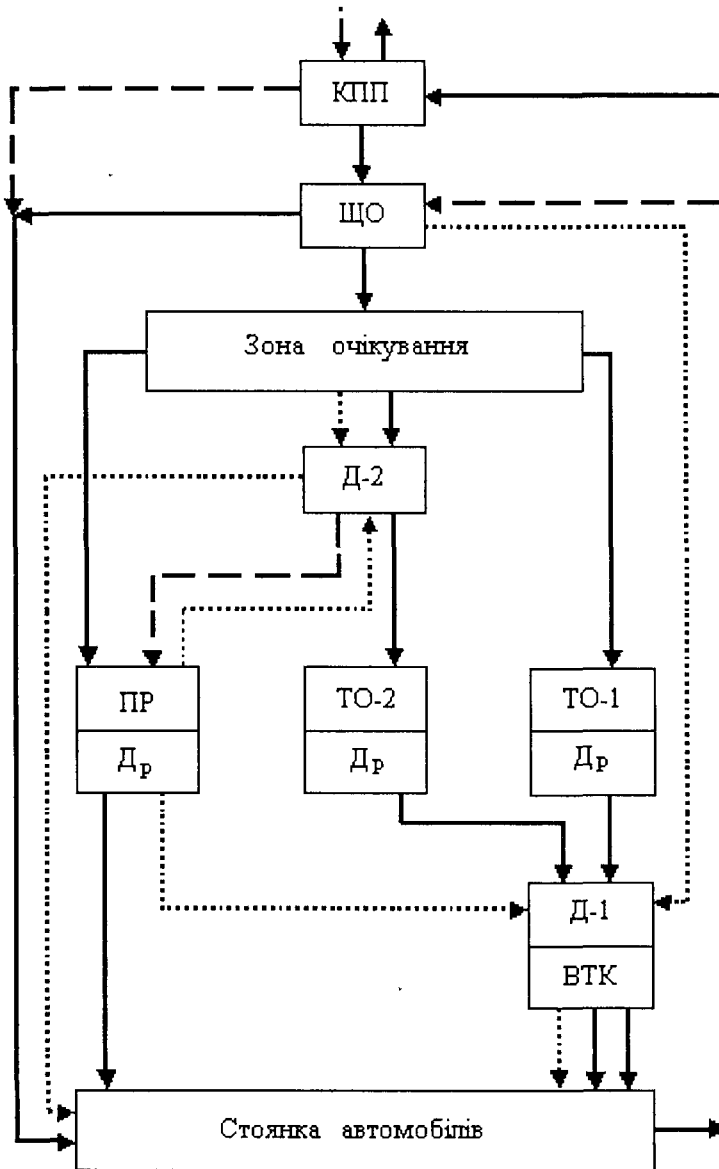 КПП
ЩО
Зона очікування
Д-2
ПР
ТО-2
ТО-1
Др
Др
Др
Д-1
ВТК
Стоянка автомобілів